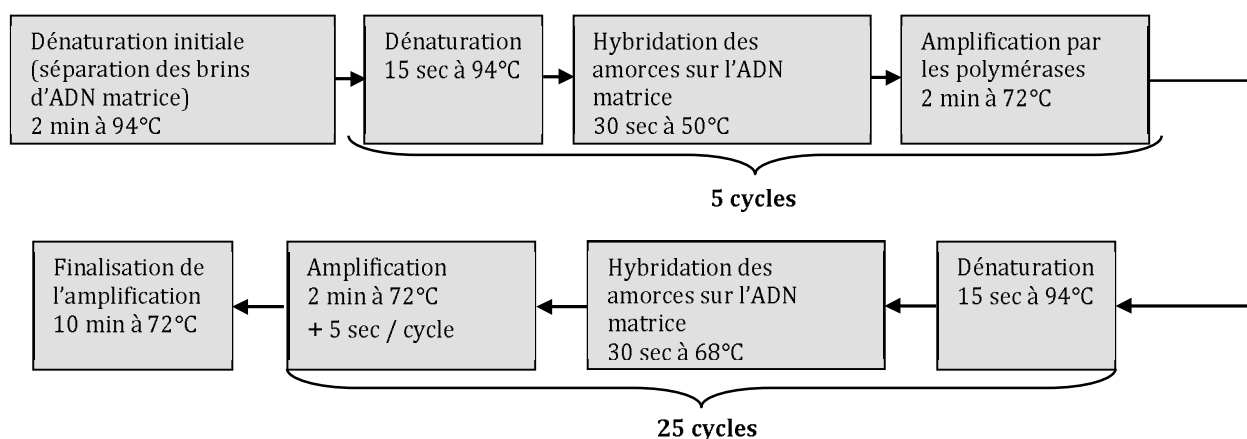 Dénaturation initiale
(séparation des brins
d’ADN matrice)
2 min à 94°C
Dénaturation
15 sec à 94°C
Hybridation des
amorces sur l’ADN
matrice
30 sec à 50°C
Amplification par
les polymérases
2 min à 72°C
5 cycles
Dénaturation
15 sec à 94°C
Hybridation des
amorces sur l’ADN
matrice
30 sec à 68°C
Amplification
2 min à 72°C
+ 5 sec / cycle
Finalisation de
l’amplification
10 min à 72°C
25 cycles